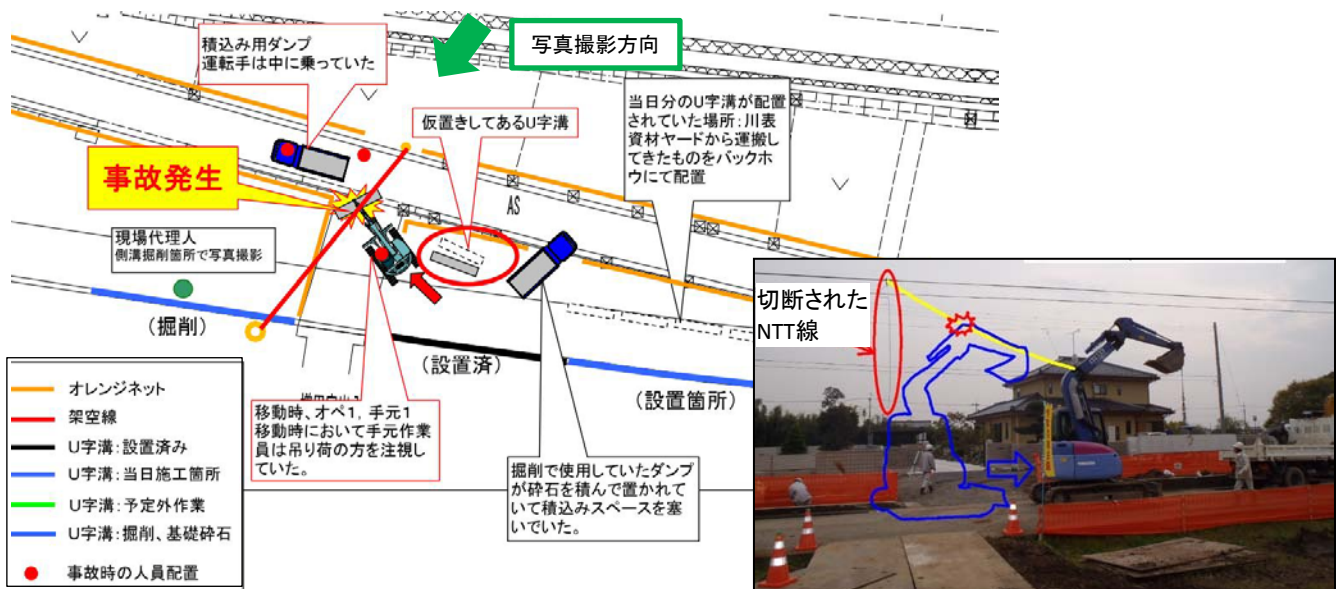 写真撮影方向
積込み用ダンプ
運転手は中に乗っていた
仮置きしてあるU字溝
当日分のU字溝が配置
されていた場所:川表
資材ヤードから運搬し
てきたものをバックホ
ウにて配置
事故発生
AS
現場代理人
側溝掘削箇所で写真撮影
(掘削)
(設置済)
(設置箇所)
移動時、オペ1, 手元1
移動時において手元作業
員は吊り荷の方を注視し
ていた。
掘削で使用していたダンプ
が砕石を積んで置かれて
いて積込みスペースを塞
いでいた。
オレンジネット
架空線
U字溝:設置済み
U字溝:当日施工箇所
U字溝:予定外作業
U字溝:掘削、基礎砕石
事故時の人員配置
切断された
NTT線